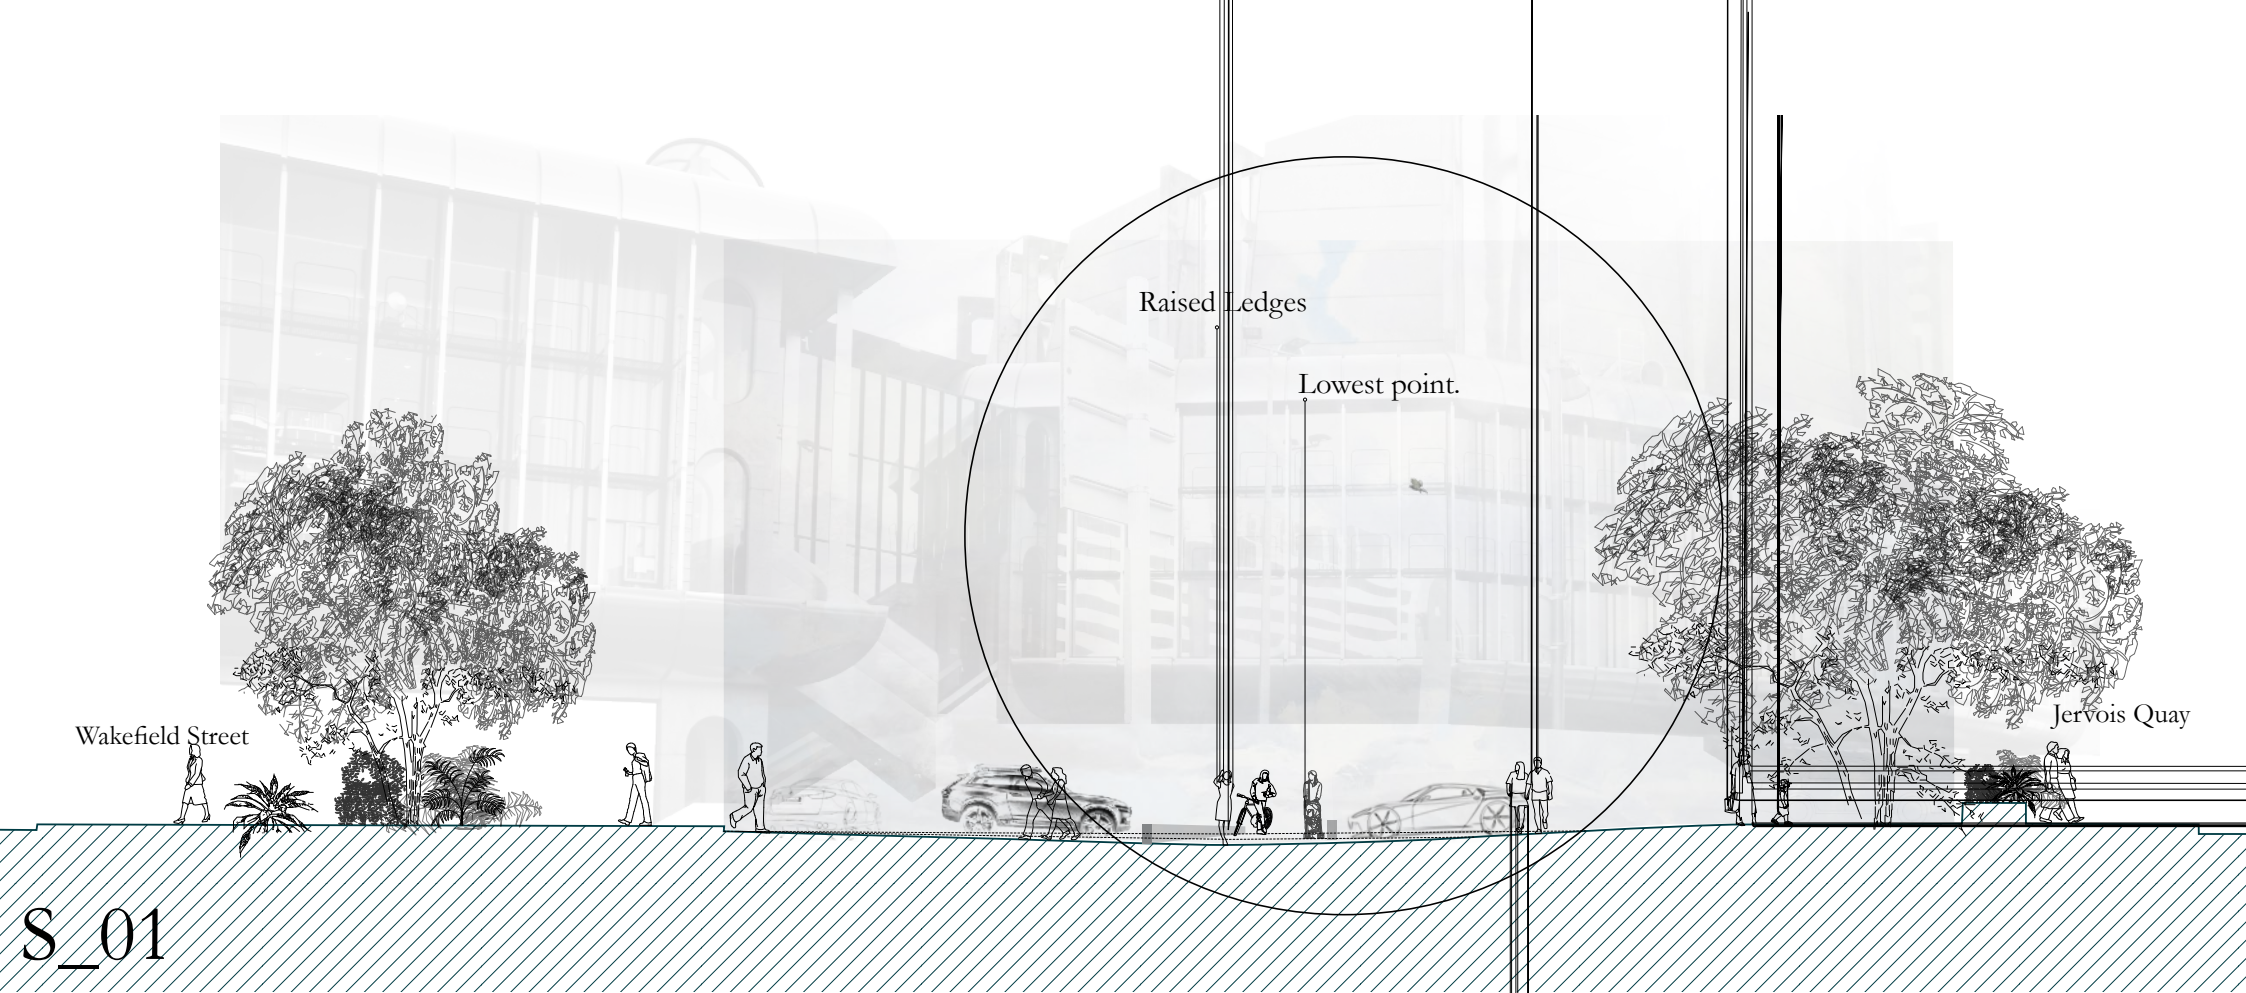 Raised Ledges
Lowest point.
Wakefield Street
Jervois Quay
S_01